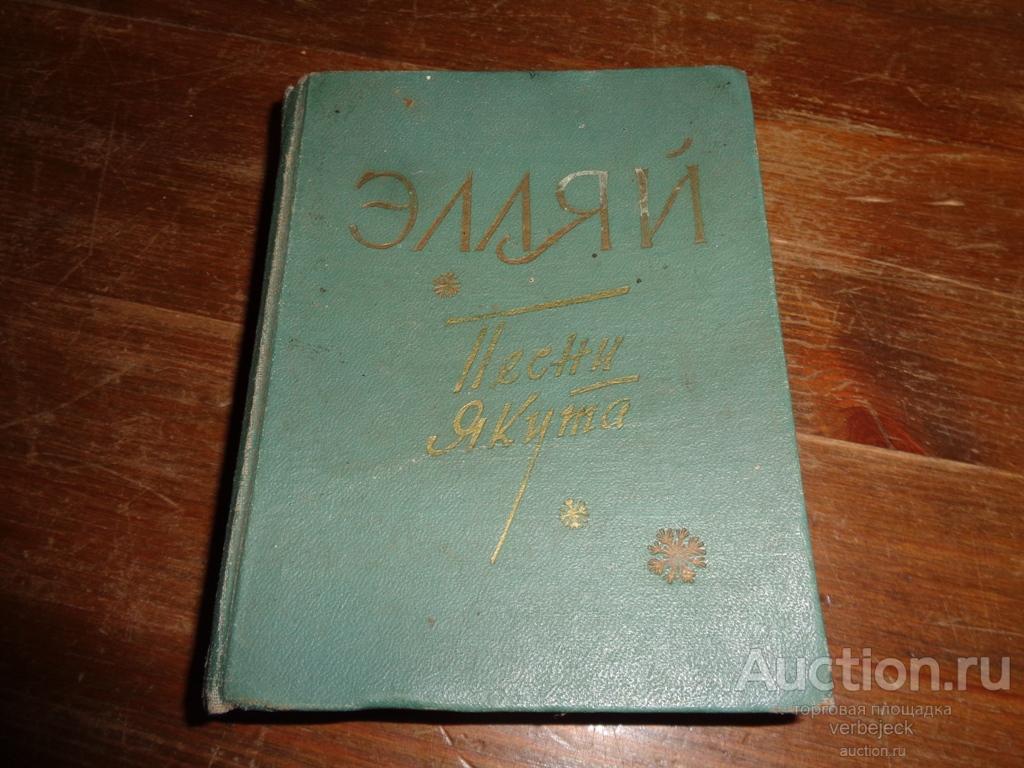 ЭЛЛЯЙ
Песни
якута
Auction.ru
торговая площадка
verbejeck
auction.ru